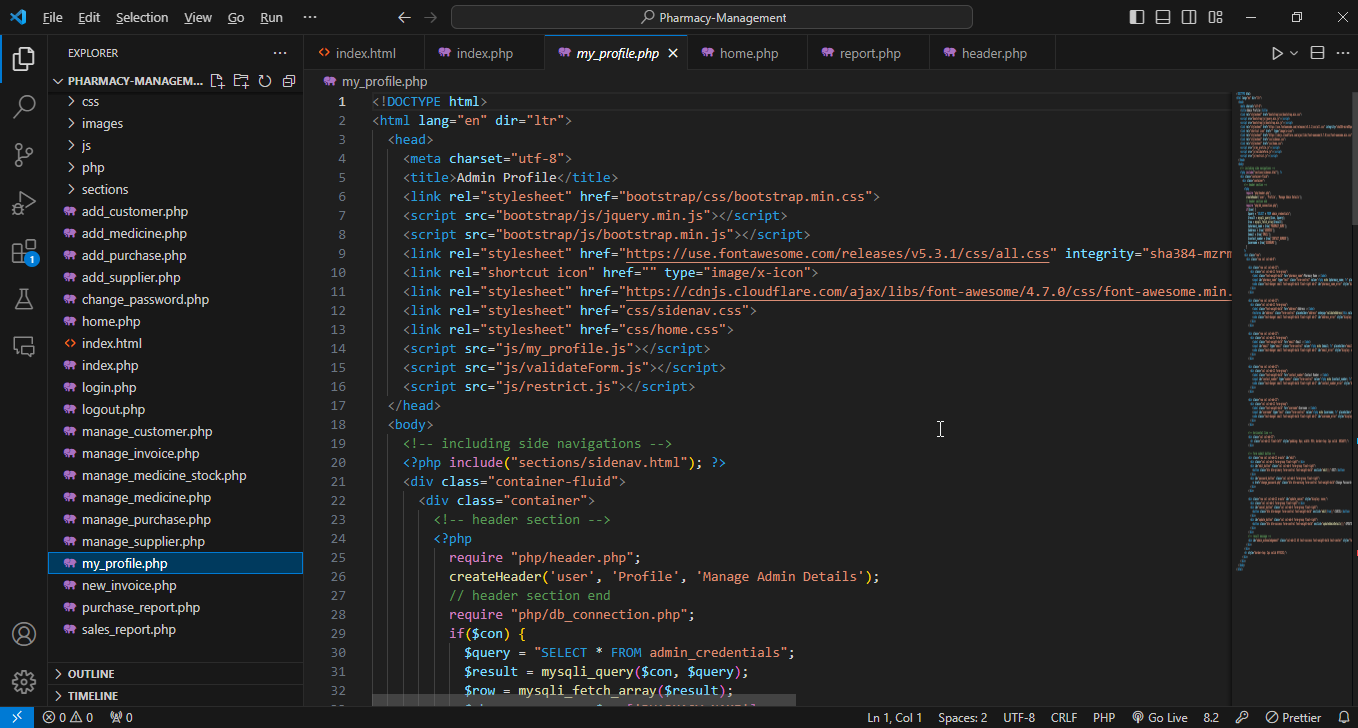 File Edit Selection View Go Run ··· Pharmacy-Management
EXPLORER
PHARMACY-MANAGEM...
css
images
js
php
sections
add_customer.php
add_medicine.php
add_purchase.php
add_supplier.php
change_password.php
home.php
index.html
index.php
login.php
logout.php
manage_customer.php
manage_invoice.php
manage_medicine_stock.php
manage_medicine.php
manage_purchase.php
manage_supplier.php
my_profile.php
new_invoice.php
purchase_report.php
sales_report.php
OUTLINE
TIMELINE
1
index.html index.php my_profile.php home.php report.php header.php
my_profile.php
1 <!DOCTYPE html>
2 <html lang="en" dir="ltr">
3 <head>
4 <meta charset="utf-8">
5 <title>Admin Profile</title>
6 <link rel="stylesheet" href="bootstrap/css/bootstrap.min.css">
7 <script src="bootstrap/js/jquery.min.js"></script>
8 <script src="bootstrap/js/bootstrap.min.js"></script>
9 <link rel="stylesheet" href="https://use.fontawesome.com/releases/v5.3.1/css/all.css" integrity="sha384-mzrm
10 <link rel="shortcut icon" href="" type="image/x-icon">
11 <link rel="stylesheet" href="https://cdnjs.cloudflare.com/ajax/libs/font-awesome/4.7.0/css/font-awesome.min.
12 <link rel="stylesheet" href="css/sidenav.css">
13 <link rel="stylesheet" href="css/home.css">
14 <script src="js/my_profile.js"></script>
15 <script src="js/validateForm.js"></script>
16 <script src="js/restrict.js"></script>
17 </head>
18 <body>
19 <!-- including side navigations -->
20 <?php include("sections/sidenav.html"); ?>
21 <div class="container-fluid">
22 <div class="container">
23 <!-- header section -->
24 <?php
25 require "php/header.php";
26 createHeader('user', 'Profile', 'Manage Admin Details');
27 // header section end
28 require "php/db_connection.php";
29 if($con) {
30 $query = "SELECT * FROM admin_credentials";
31 $result = mysqli_query($con, $query);
32 $row = mysqli_fetch_array($result);
0 0 0 Ln 1, Col 1 Spaces: 2 UTF-8 CRLF PHP Go Live 8.2 Prettier